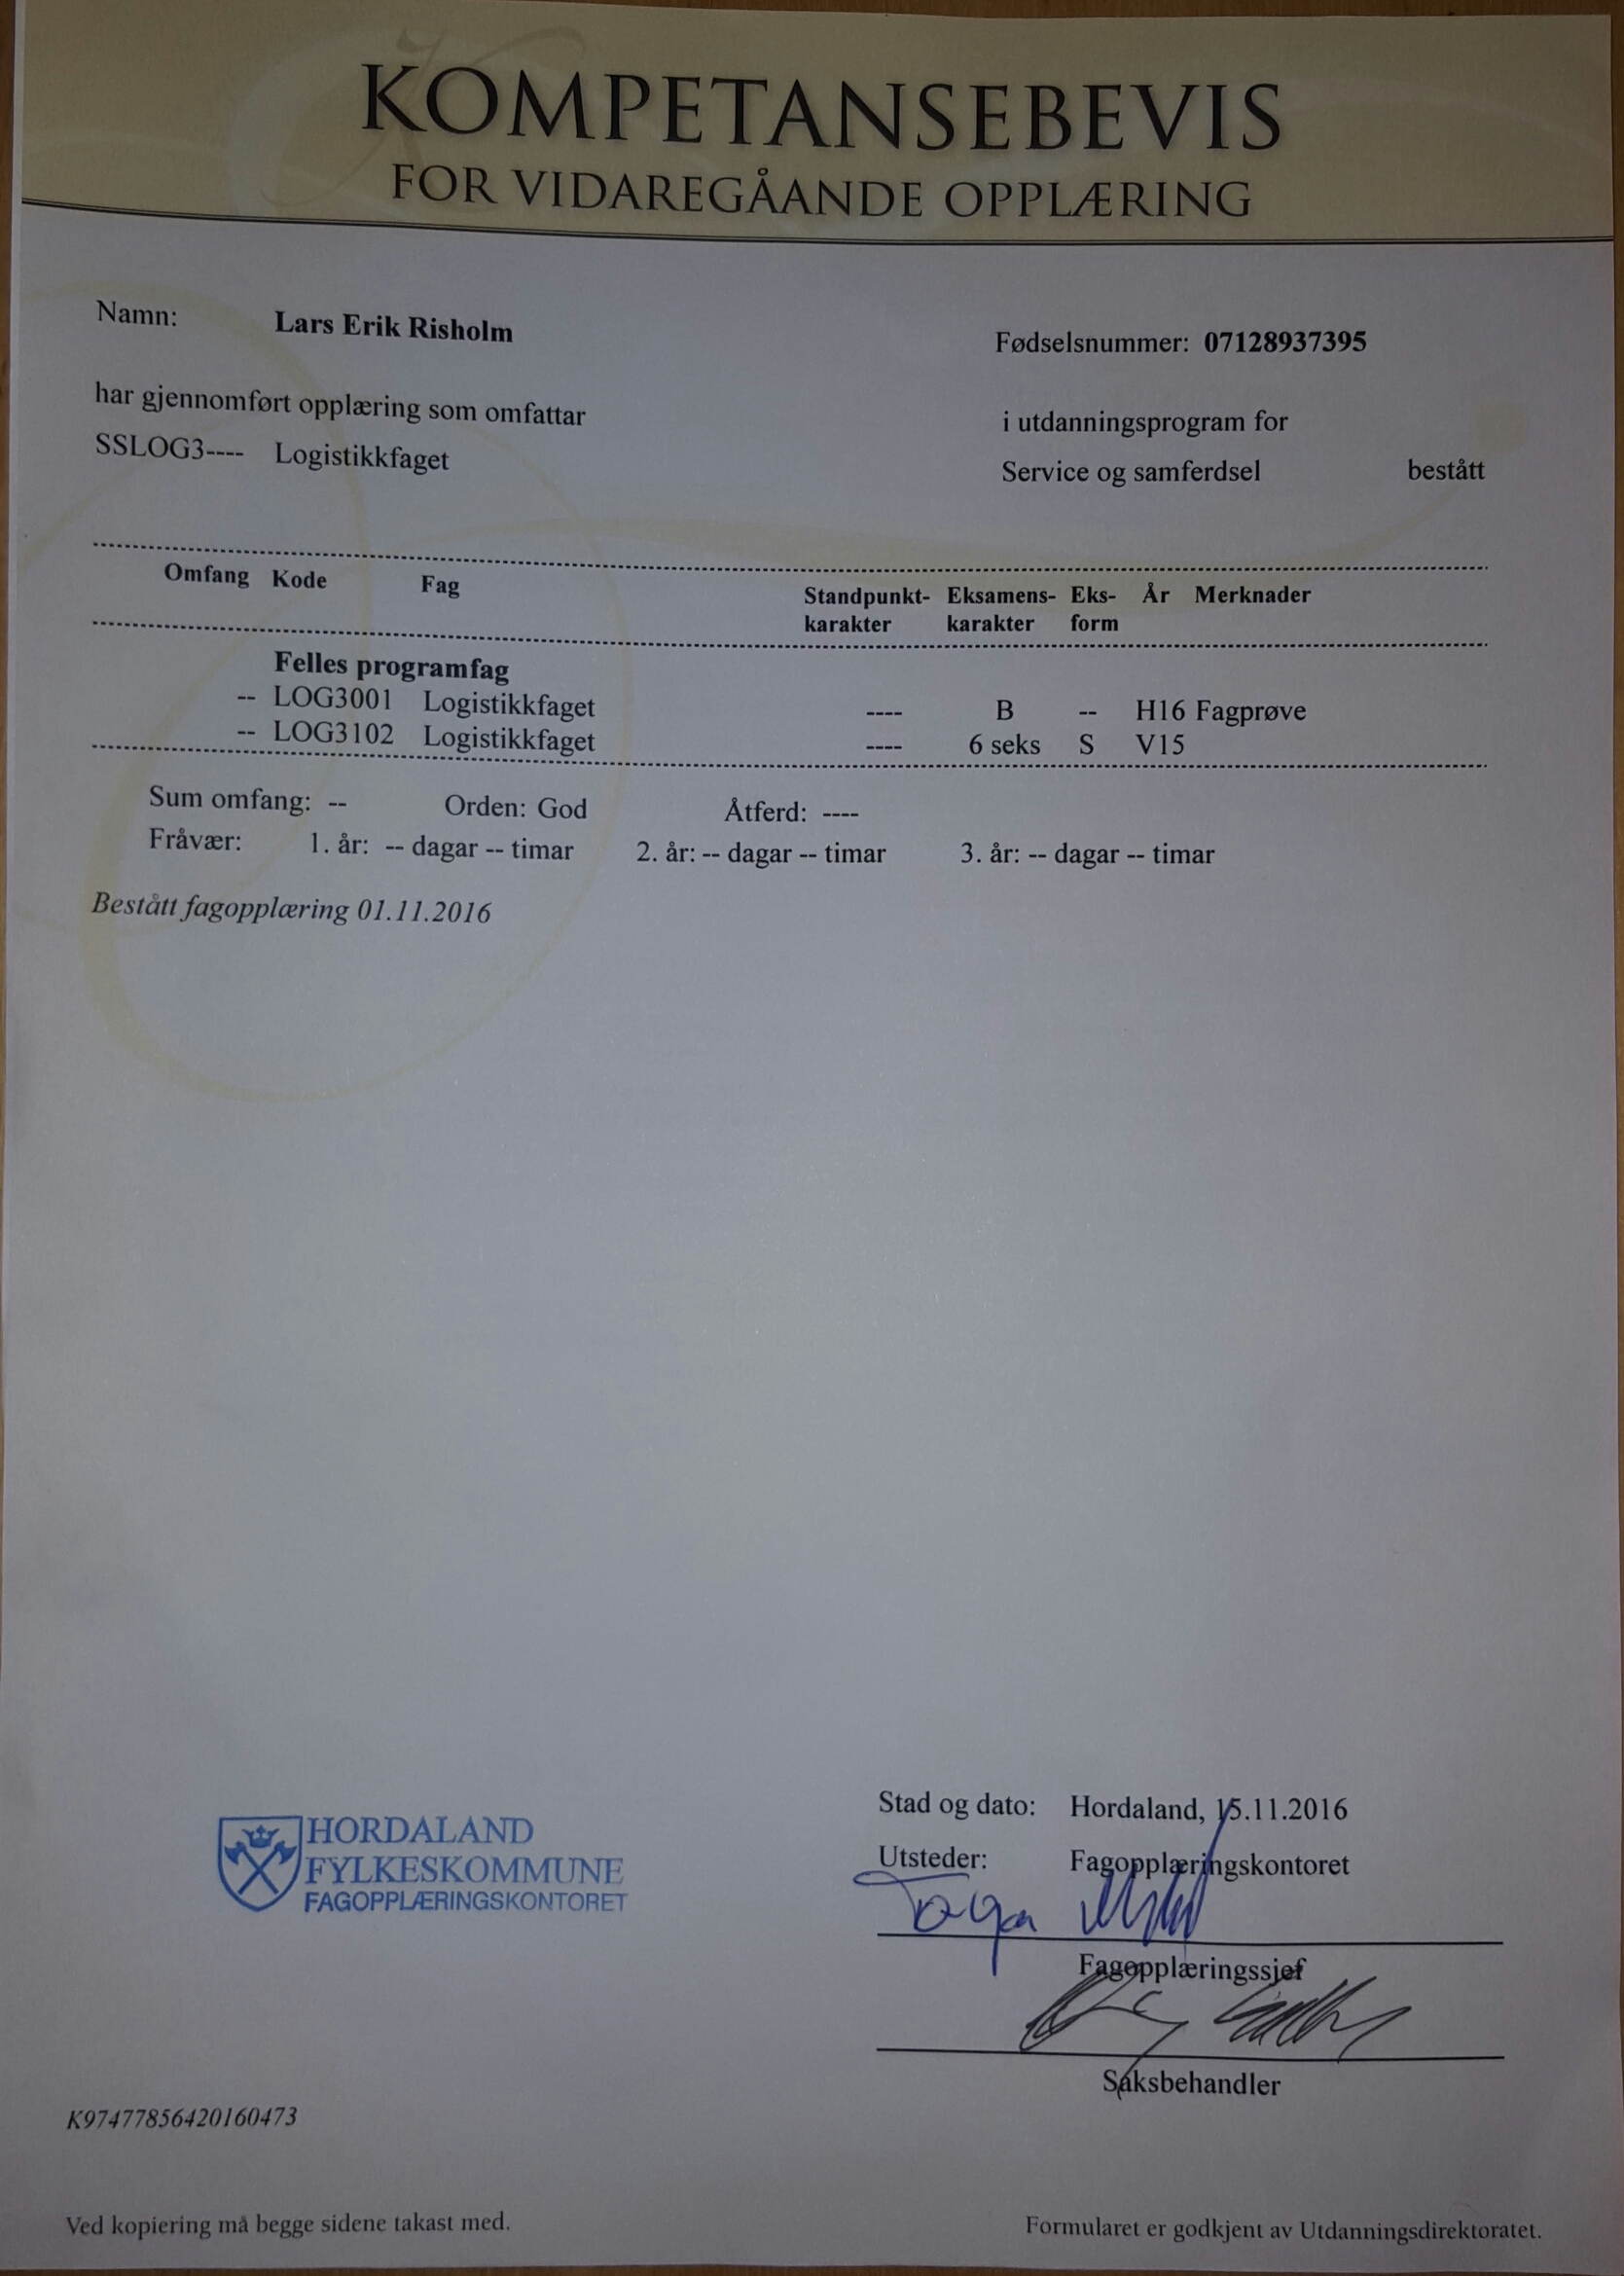 KOMPETANSEBEVIS
FOR VIDAREGÅANDE OPPLÆRING
Namn: Lars Erik Risholm Fødselsnummer: 07128937395
har gjennomført opplæring som omfattar i utdanningsprogram for
SSLOG3---- Logistikkfaget Service og samferdsel bestått
Omfang Kode Fag Standpunkt- Eksamens- Eks- År Merknader
karakter karakter form
Felles programfag
-- LOG3001 Logistikkfaget ---- B -- H16 Fagprøve
-- LOG3102 Logistikkfaget ---- 6 seks S V15
Sum omfang: -- Orden: God Åtferd: ----
Fråvær: 1. år: -- dagar -- timar 2. år: -- dagar -- timar 3. år: -- dagar -- timar
Bestått fagopplæring 01.11.2016
HORDALAND
FYLKESKOMMUNE
FAGOPPLÆRINGSKONTORET
Stad og dato: Hordaland, 15.11.2016
Utsteder: Fagopplæringskontoret
Fagopplæringssjef
Saksbehandler
K97477856420160473
Ved kopiering må begge sidene takast med. Formularet er godkjent av Utdanningsdirektoratet.